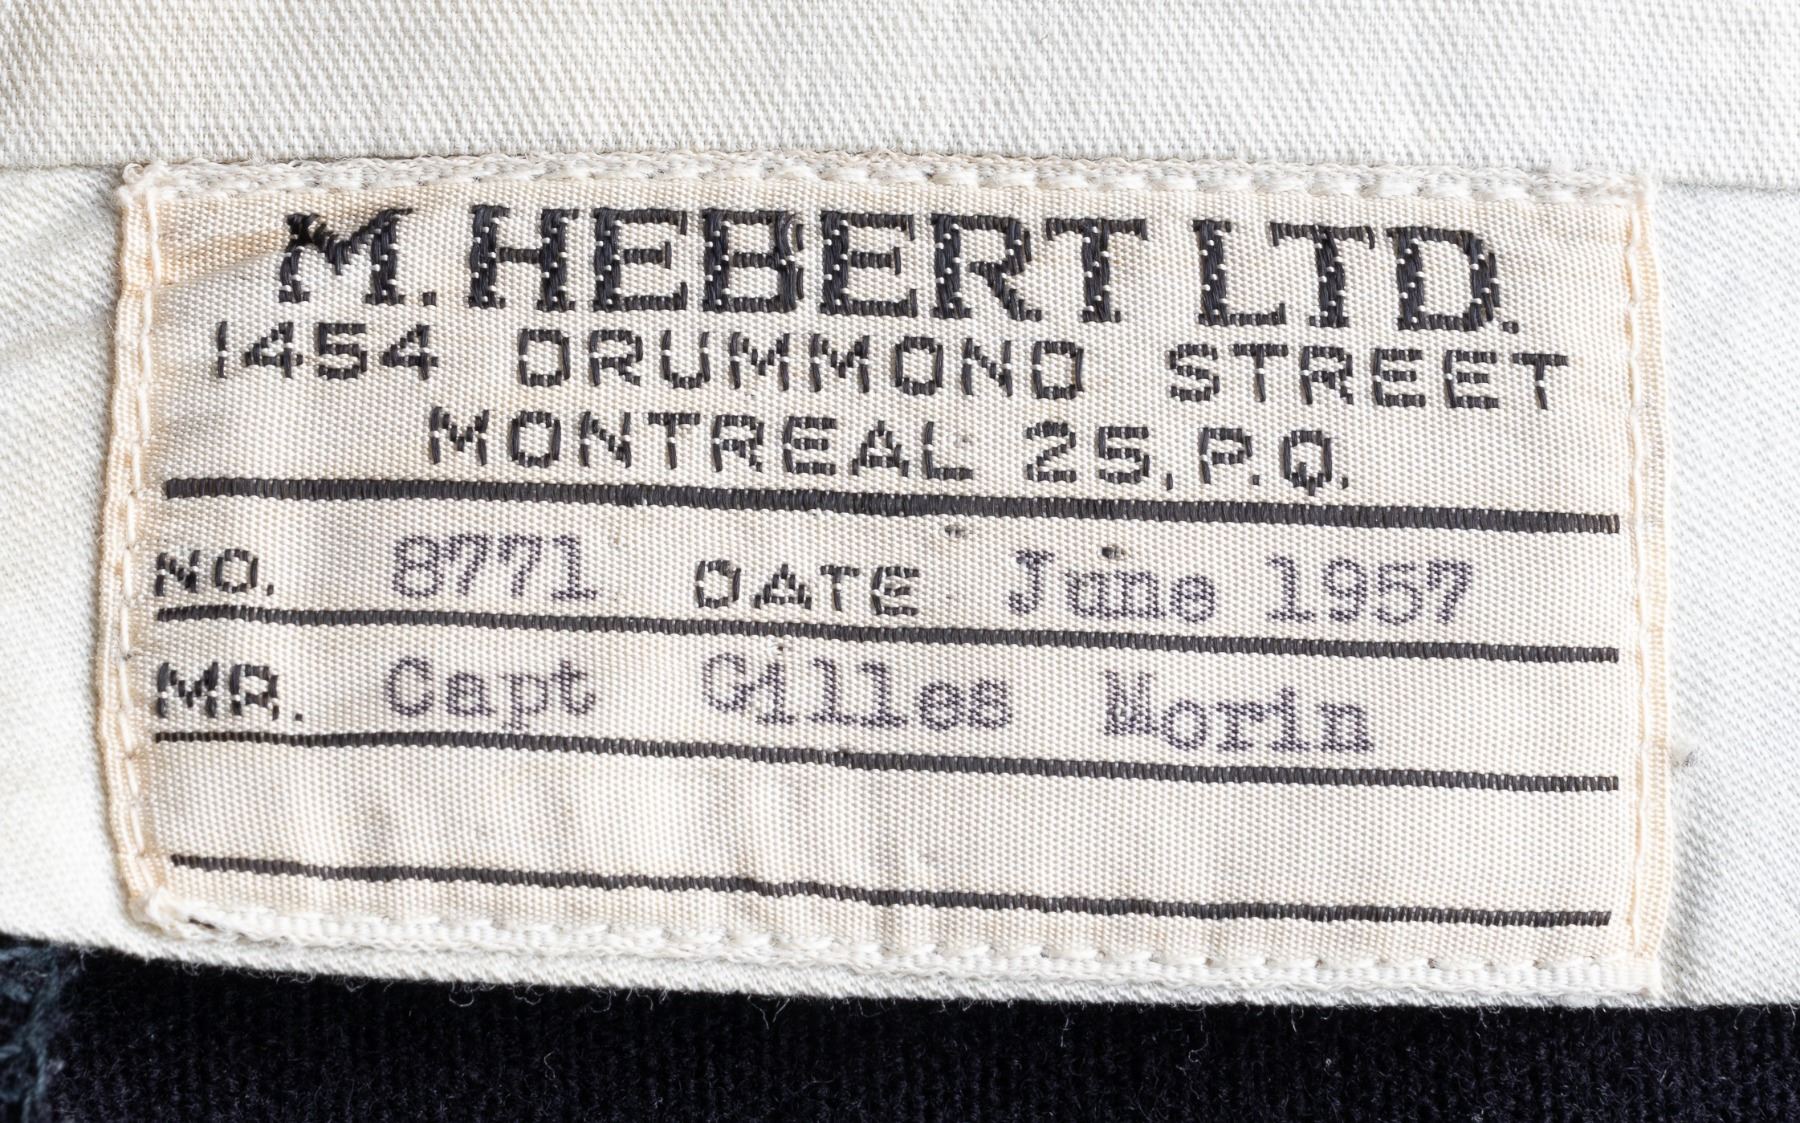 M. HEBERT LTD.
1454 DRUMMOND STREET
MONTREAL 25, P.Q.
NO. 8771 DATE June 1957
MR. Capt Gilles Morin